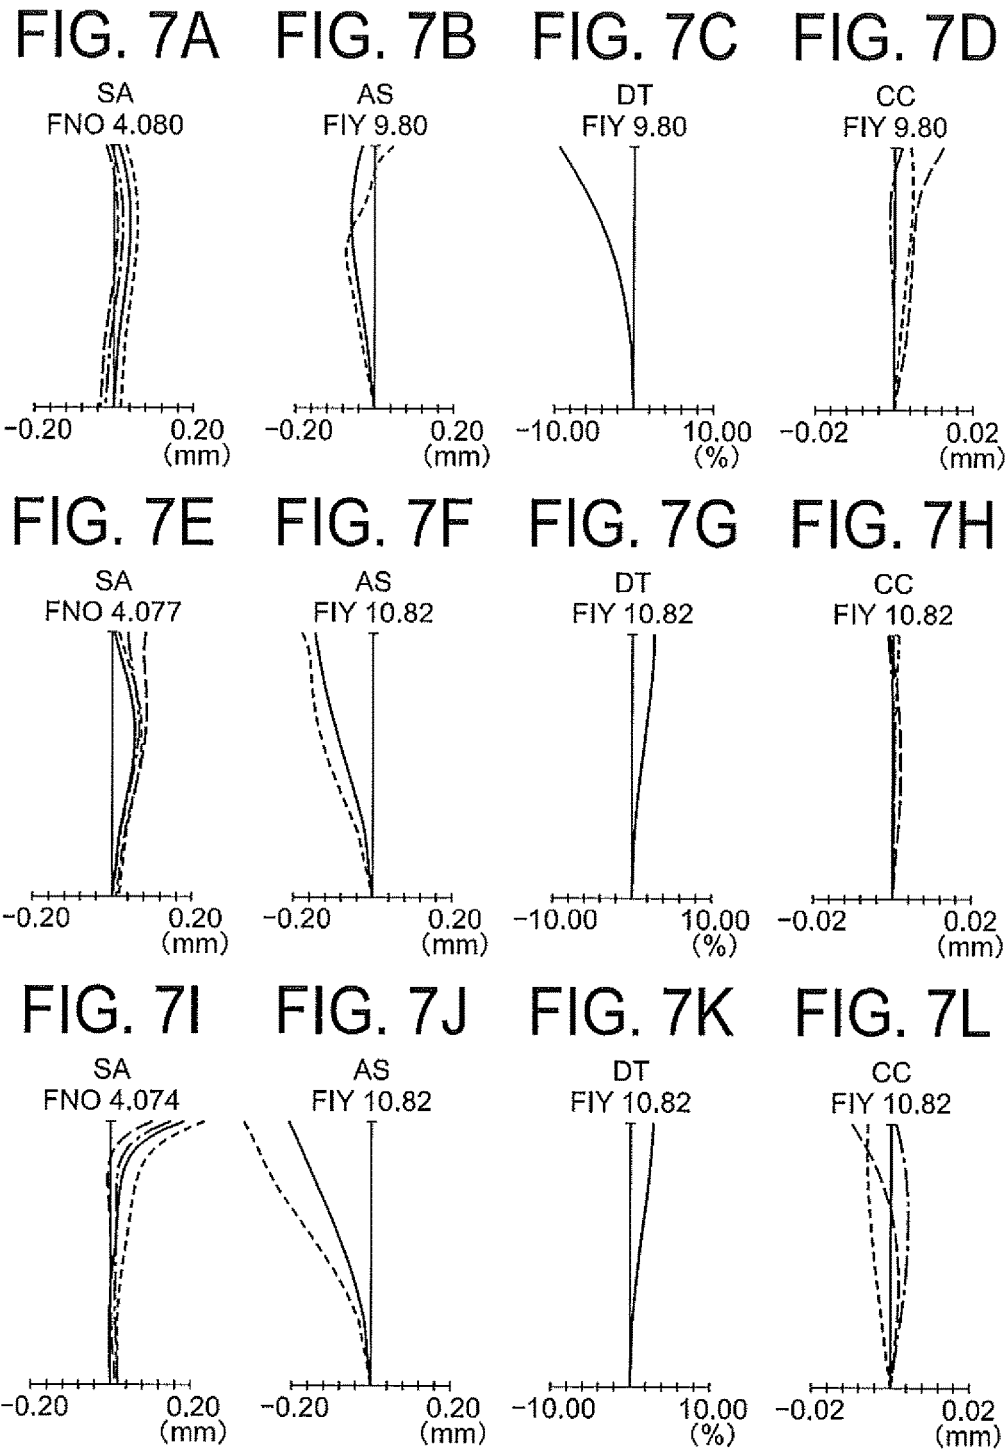 FIG. 7A FIG. 7B FIG. 7C FIG. 7D
SA AS DT CC
FNO 4.080 FIY 9.80 FIY 9.80 FIY 9.80
−0.20 0.20 −0.20 0.20 −10.00 10.00 −0.02 0.02
(mm) (mm) (%) (mm)
FIG. 7E FIG. 7F FIG. 7G FIG. 7H
SA AS DT CC
FNO 4.077 FIY 10.82 FIY 10.82 FIY 10.82
−0.20 0.20 −0.20 0.20 −10.00 10.00 −0.02 0.02
(mm) (mm) (%) (mm)
FIG. 7I FIG. 7J FIG. 7K FIG. 7L
SA AS DT CC
FNO 4.074 FIY 10.82 FIY 10.82 FIY 10.82
−0.20 0.20 −0.20 0.20 −10.00 10.00 −0.02 0.02
(mm) (mm) (%) (mm)